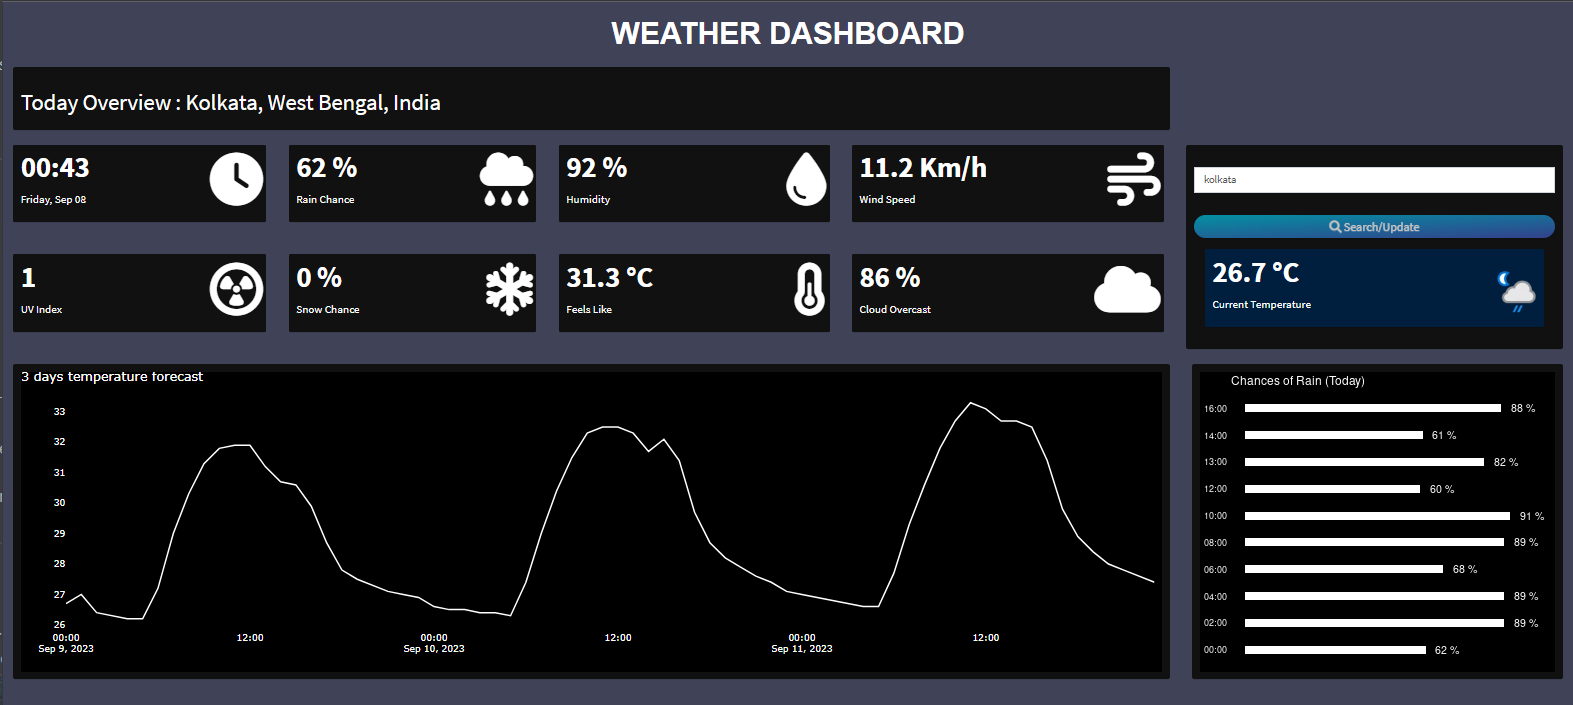 WEATHER DASHBOARD
Today Overview : Kolkata, West Bengal, India
00:43
Friday, Sep 08
62 %
Rain Chance
92 %
Humidity
11.2 Km/h
Wind Speed
1
UV Index
0 %
Snow Chance
31.3 °C
Feels Like
86 %
Cloud Overcast
kolkata
Search/Update
26.7 °C
Current Temperature
3 days temperature forecast
33
32
31
30
29
28
27
26
00:00
Sep 9, 2023
12:00
00:00
Sep 10, 2023
12:00
00:00
Sep 11, 2023
12:00
Chances of Rain (Today)
16:00 88 %
14:00 61 %
13:00 82 %
12:00 60 %
10:00 91 %
08:00 89 %
06:00 68 %
04:00 89 %
02:00 89 %
00:00 62 %